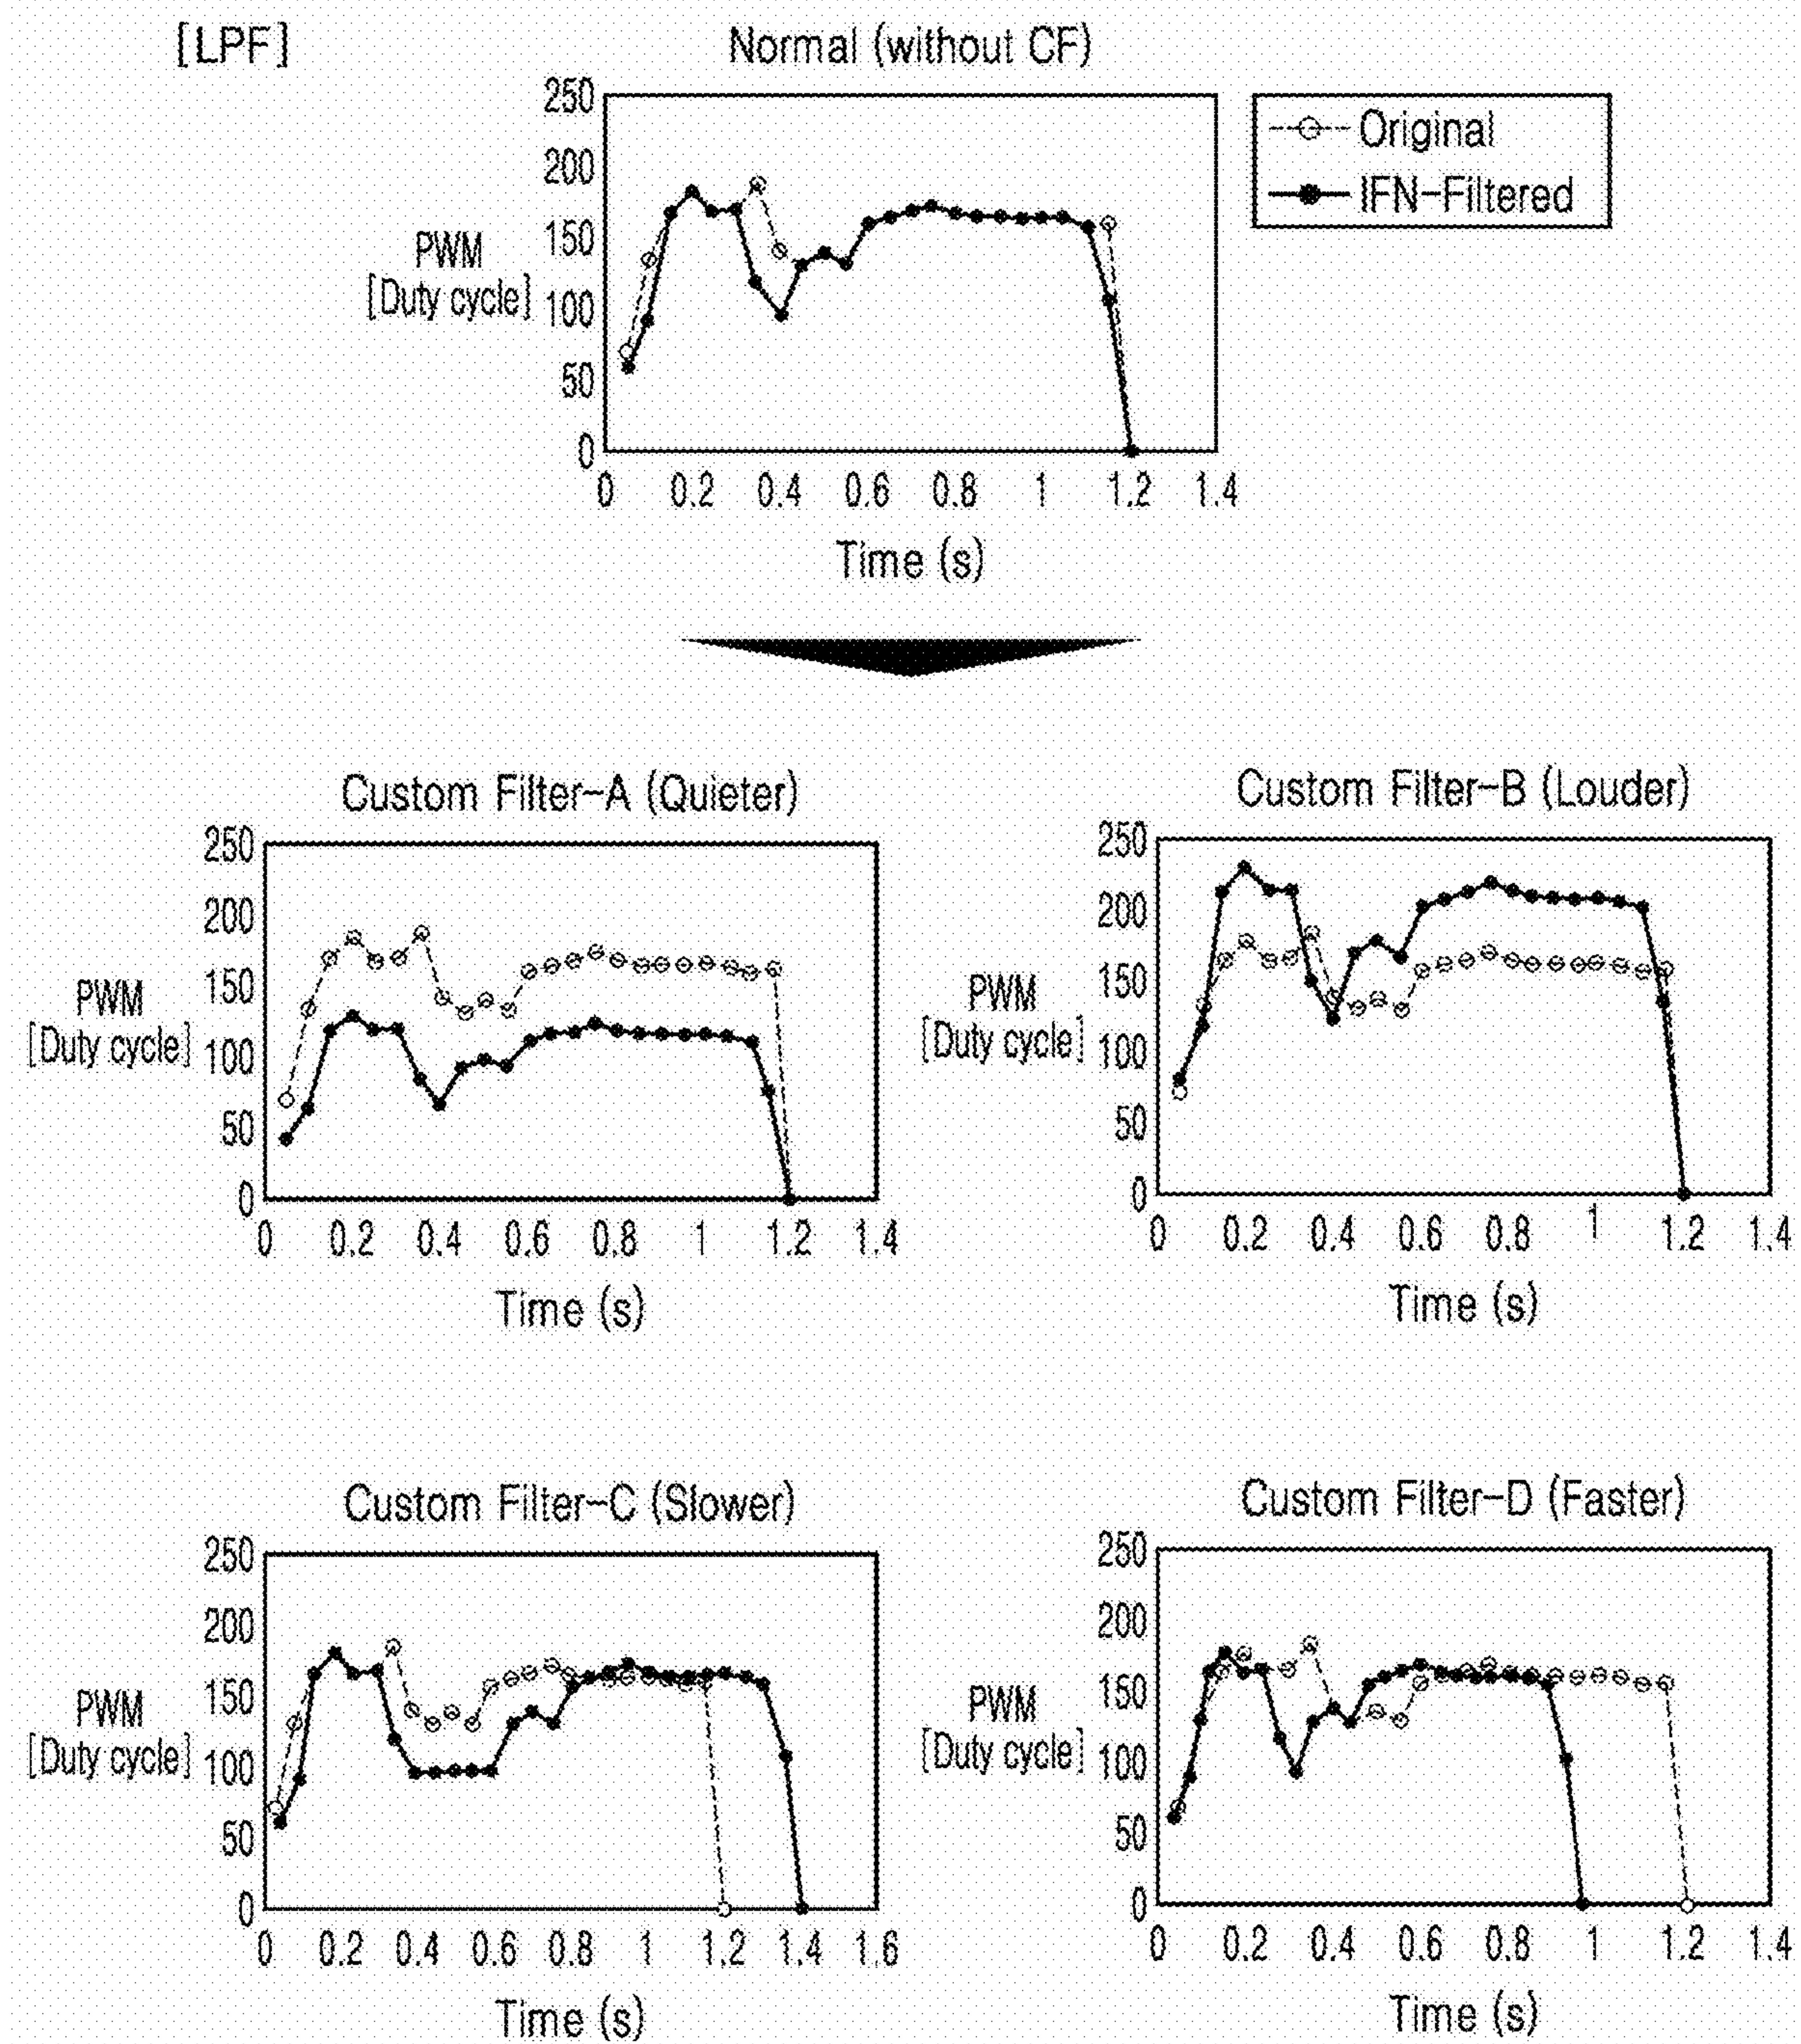 [LPF]
Normal (without CF)
Original
IFN-Filtered
PWM
[Duty cycle]
250
200
150
100
50
0
0 0.2 0.4 0.6 0.8 1 1.2 1.4
Time (s)
Custom Filter-A (Quieter)
PWM
[Duty cycle]
250
200
150
100
50
0
0 0.2 0.4 0.6 0.8 1 1.2 1.4
Time (s)
Custom Filter-B (Louder)
PWM
[Duty cycle]
250
200
150
100
50
0
0 0.2 0.4 0.6 0.8 1 1.2 1.4
Time (s)
Custom Filter-C (Slower)
PWM
[Duty cycle]
250
200
150
100
50
0
0 0.2 0.4 0.6 0.8 1 1.2 1.4 1.6
Time (s)
Custom Filter-D (Faster)
PWM
[Duty cycle]
250
200
150
100
50
0
0 0.2 0.4 0.6 0.8 1 1.2 1.4
Time (s)